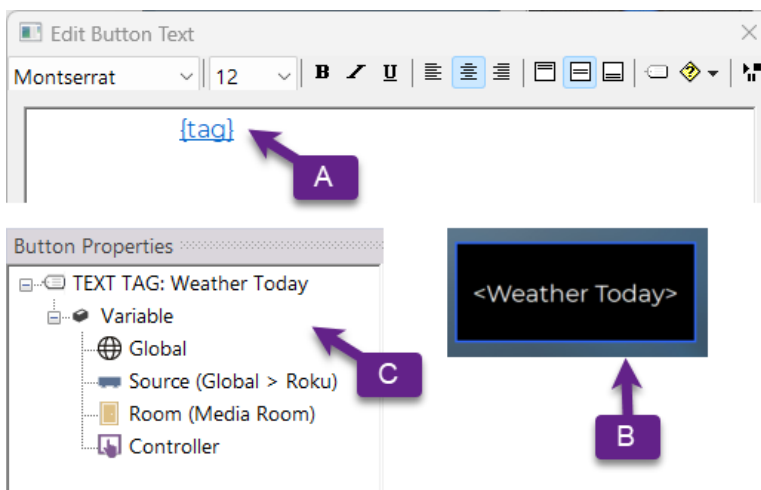 Edit Button Text
Montserrat 12 B I U
{tag}
A
Button Properties
TEXT TAG: Weather Today
Variable
Global
Source (Global > Roku)
Room (Media Room)
Controller
C
<Weather Today>
B